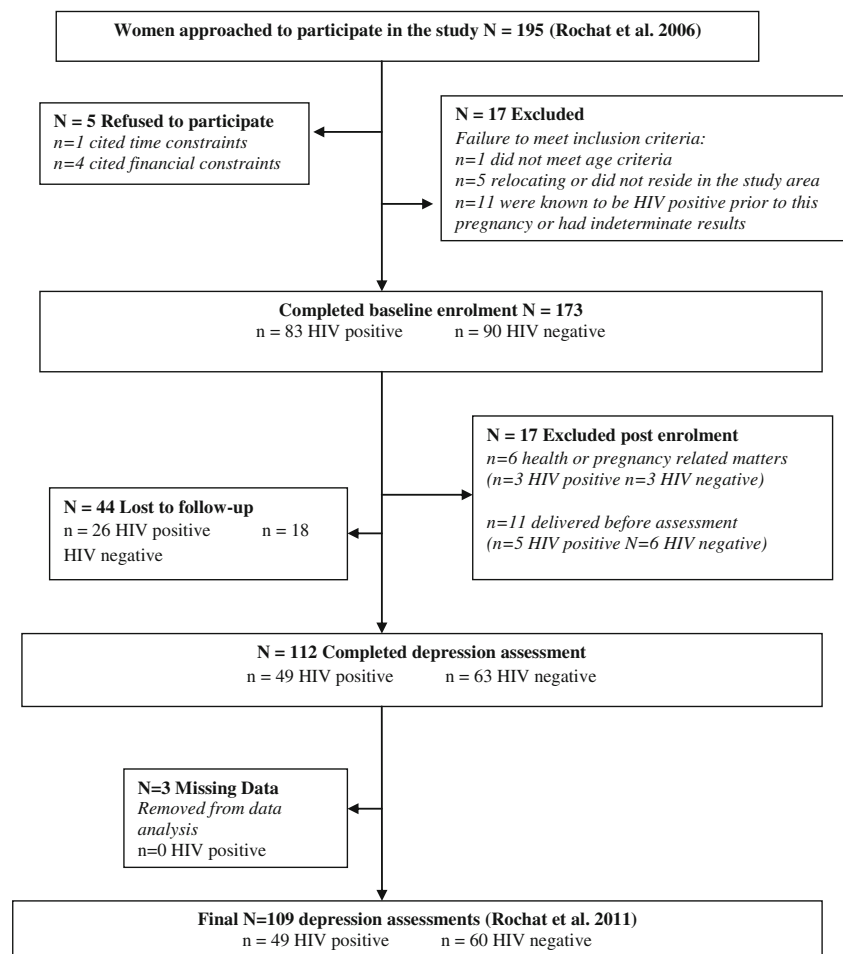 Women approached to participate in the study N = 195 (Rochat et al. 2006)
N = 5 Refused to participate
n=1 cited time constraints
n=4 cited financial constraints
N = 17 Excluded
Failure to meet inclusion criteria:
n=1 did not meet age criteria
n=5 relocating or did not reside in the study area
n=11 were known to be HIV positive prior to this
pregnancy or had indeterminate results
Completed baseline enrolment N = 173
n = 83 HIV positive n = 90 HIV negative
N = 17 Excluded post enrolment
n=6 health or pregnancy related matters
(n=3 HIV positive n=3 HIV negative)
n=11 delivered before assessment
(n=5 HIV positive N=6 HIV negative)
N = 44 Lost to follow-up
n = 26 HIV positive n = 18
HIV negative
N = 112 Completed depression assessment
n = 49 HIV positive n = 63 HIV negative
N=3 Missing Data
Removed from data
analysis
n=0 HIV positive
Final N=109 depression assessments (Rochat et al. 2011)
n = 49 HIV positive n = 60 HIV negative